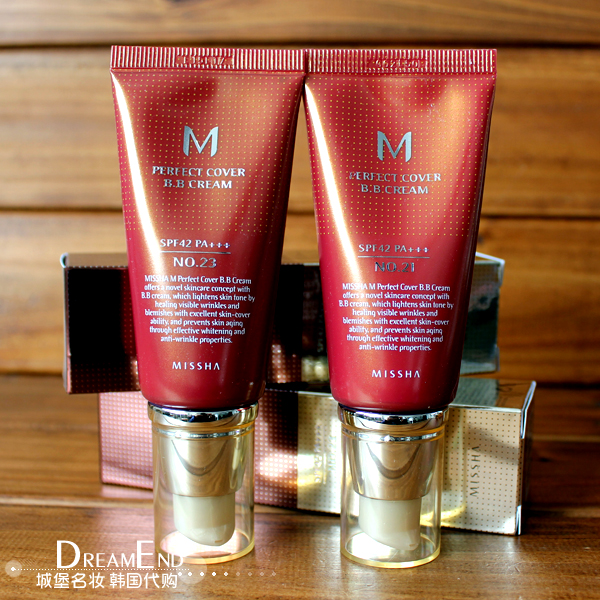 M
PERFECT COVER
B.B CREAM
SPF42 PA+++
NO.23
MISSHA M Perfect Cover B.B Cream
offers a novel skincare concept with
B.B cream, which lightens skin tone by
healing visible wrinkles and
blemishes with excellent skin-cover
ability, and prevents skin aging
through effective whitening and
anti-wrinkle properties.
MISSHA
M
PERFECT COVER
B.B CREAM
SPF42 PA+++
NO.21
MISSHA M Perfect Cover B.B Cream
offers a novel skincare concept with
B.B cream, which lightens skin tone by
healing visible wrinkles and
blemishes with excellent skin-cover
ability, and prevents skin aging
through effective whitening and
anti-wrinkle properties.
MISSHA
MISSHA
DREAMEND
城堡名妆 韩国代购